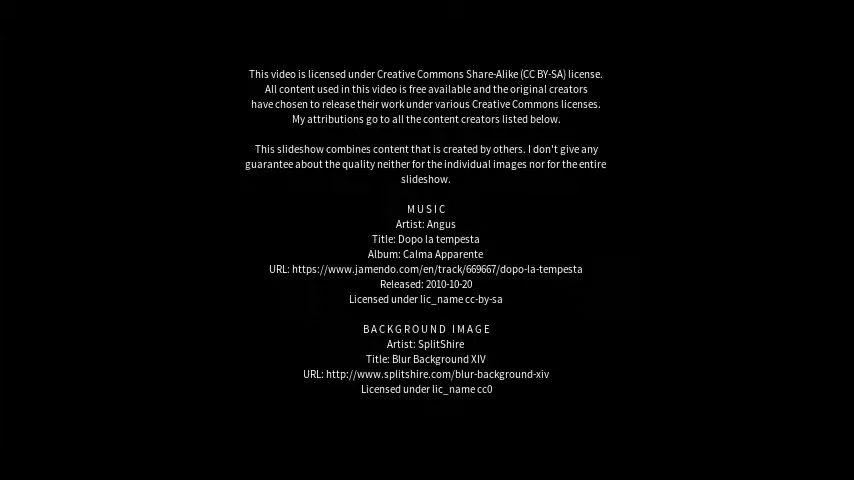 This video is licensed under Creative Commons Share-Alike (CC BY-SA) license.
All content used in this video is free available and the original creators
have chosen to release their work under various Creative Commons licenses.
My attributions go to all the content creators listed below.
This slideshow combines content that is created by others. I don't give any
guarantee about the quality neither for the individual images nor for the entire
slideshow.
MUSIC
Artist: Angus
Title: Dopo la tempesta
Album: Calma Apparente
URL: https://www.jamendo.com/en/track/669667/dopo-la-tempesta
Released: 2010-10-20
Licensed under lic_name cc-by-sa
BACKGROUND IMAGE
Artist: SplitShire
Title: Blur Background XIV
URL: http://www.splitshire.com/blur-background-xiv
Licensed under lic_name cc0